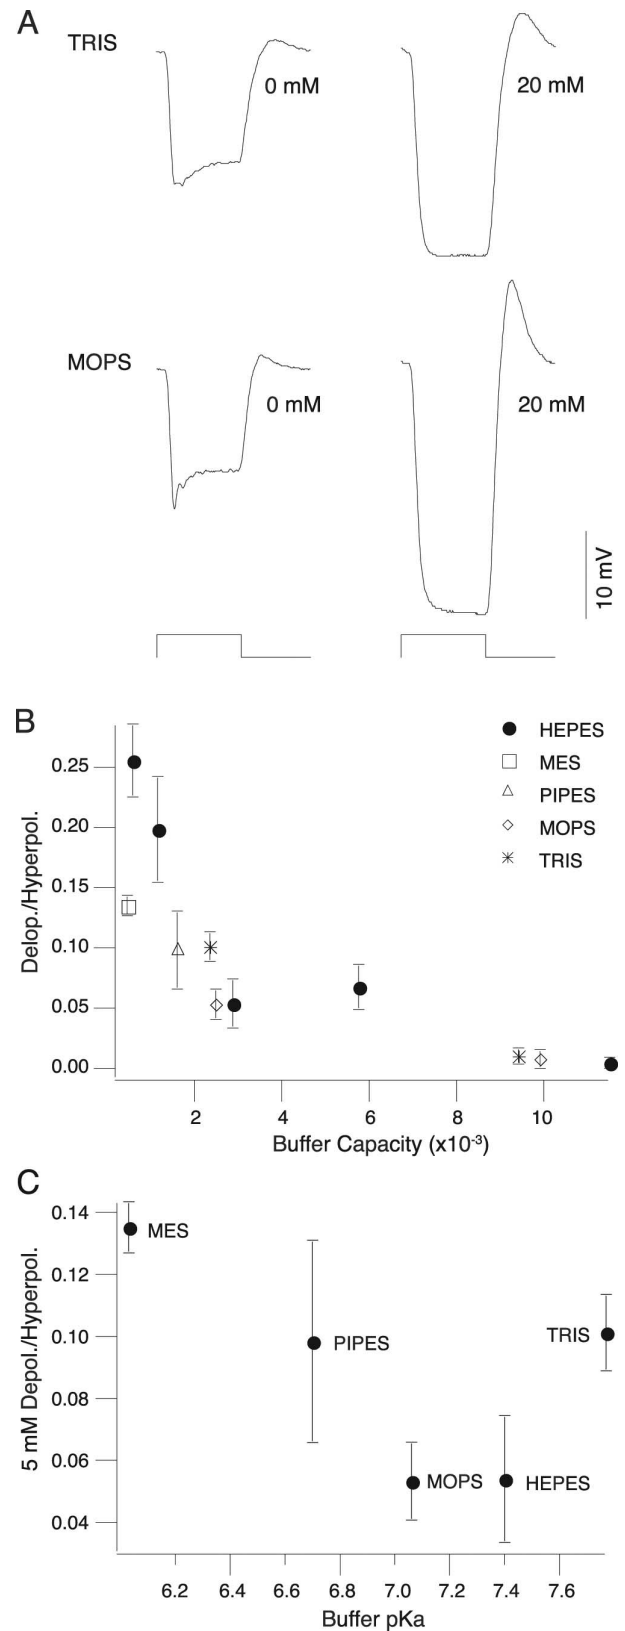 A
TRIS
0 mM
20 mM
MOPS
0 mM
20 mM
10 mV
B
HEPES
MES
PIPES
MOPS
TRIS
Delop./Hyperpol.
0.25
0.20
0.15
0.10
0.05
0.00
2 4 6 8 10
Buffer Capacity (x10-3)
C
5 mM Depol./Hyperpol.
0.14
0.12
0.10
0.08
0.06
0.04
MES
PIPES
TRIS
MOPS
HEPES
6.2 6.4 6.6 6.8 7.0 7.2 7.4 7.6
Buffer pKa